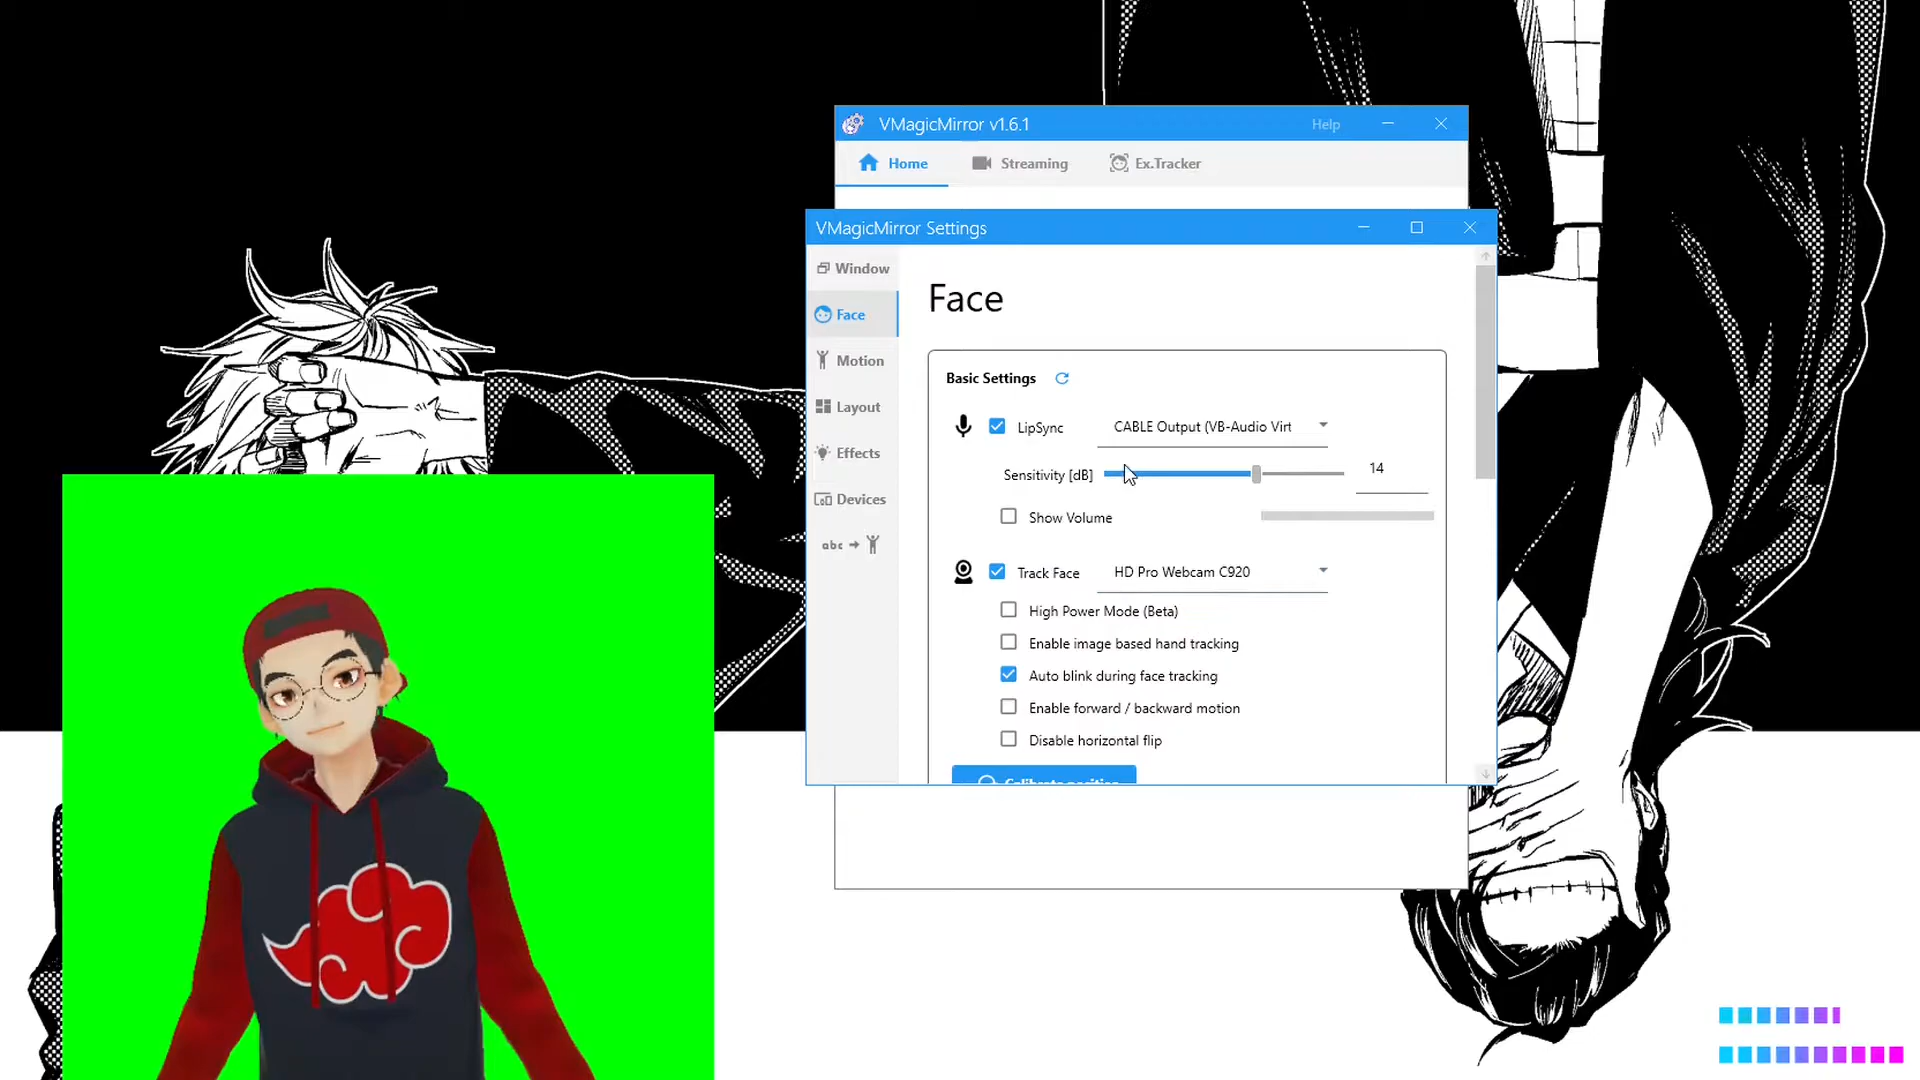 VMagicMirror v1.6.1
Help
Home
Streaming
Ex.Tracker
VMagicMirror Settings
Window
Face
Motion
Layout
Effects
Devices
abc
Face
Basic Settings
LipSync
CABLE Output (VB-Audio Virt
Sensitivity [dB]
14
Show Volume
Track Face
HD Pro Webcam C920
High Power Mode (Beta)
Enable image based hand tracking
Auto blink during face tracking
Enable forward / backward motion
Disable horizontal flip
Calibrate position